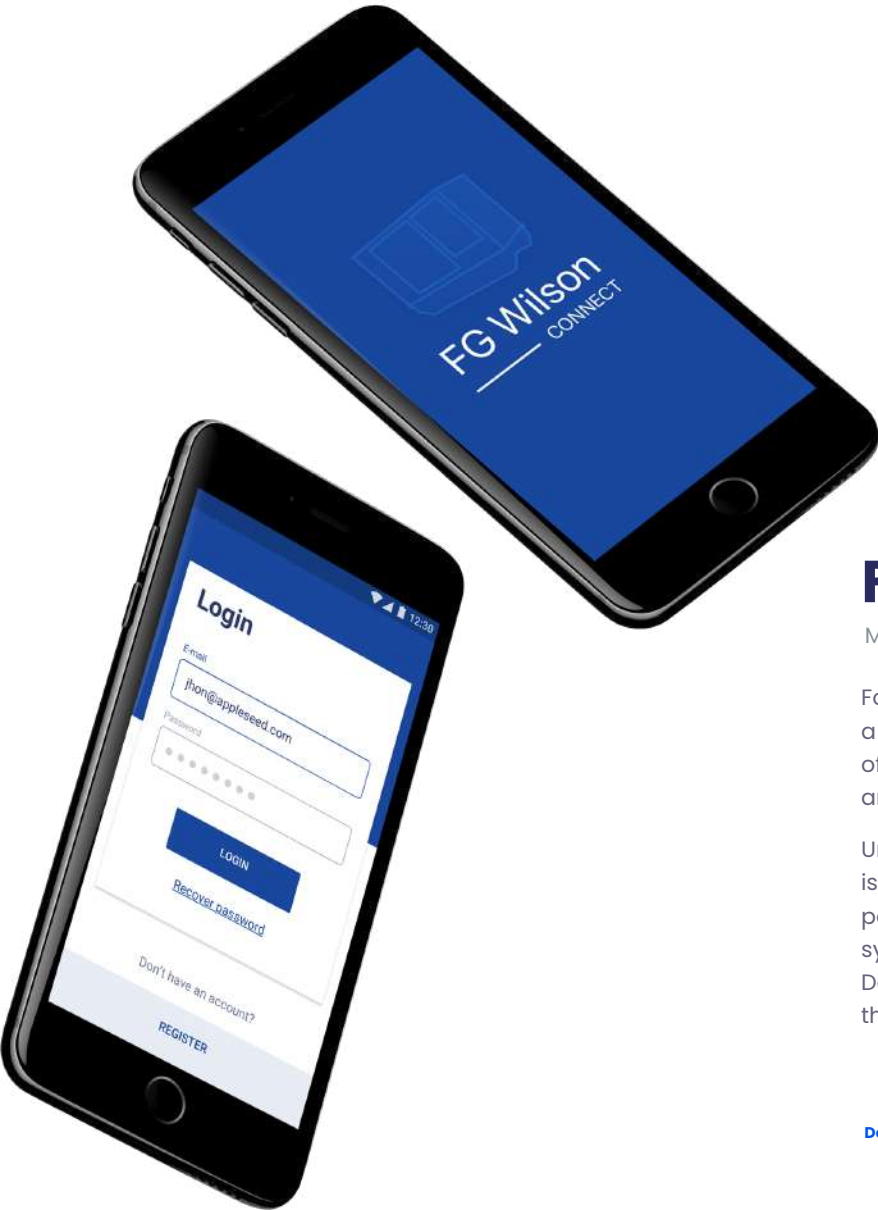 FG Wilson
CONNECT
12:30
Login
E-mail
jhon@appleseed.com
Password
LOGIN
Recover password
Don't have an account?
REGISTER
M
a
is